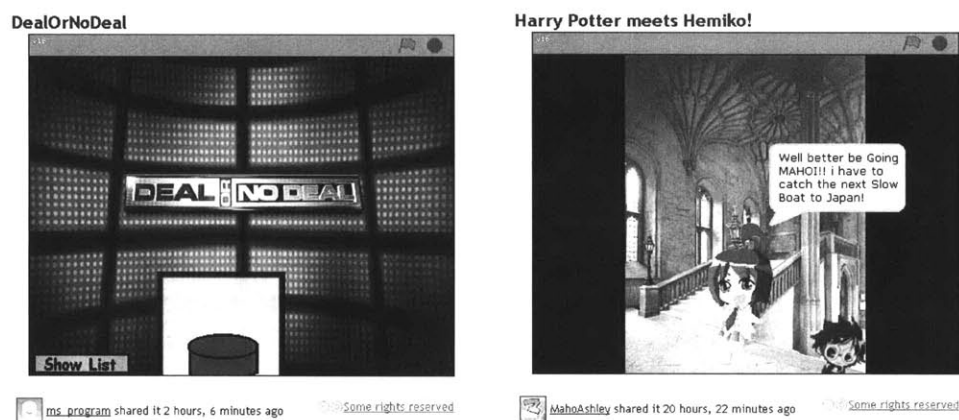 DealOrNoDeal
DEAL OR NO DEAL
Show List
ms_program shared it 2 hours, 6 minutes ago
Some rights reserved
Harry Potter meets Hemiko!
Well better be Going
MAHOI!! i have to
catch the next Slow
Boat to Japan!
MahoAshley shared it 20 hours, 22 minutes ago
Some rights reserved